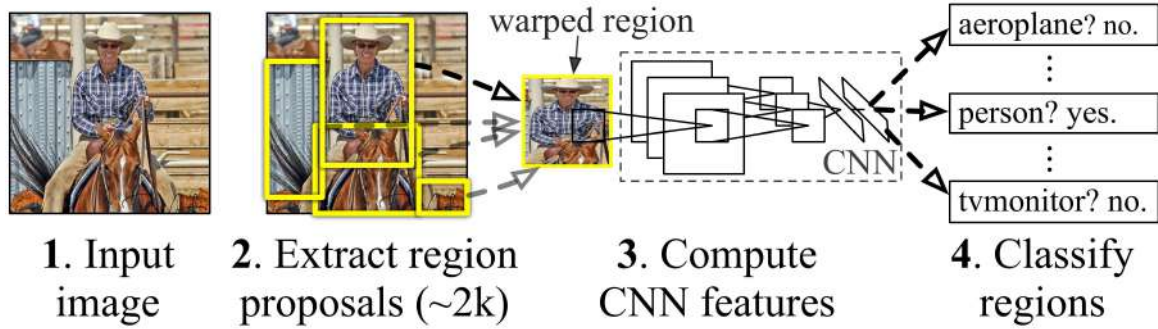 warped region
aeroplane? no.
⋮
person? yes.
⋮
tvmonitor? no.
CNN
1. Input
image
2. Extract region
proposals (~2k)
3. Compute
CNN features
4. Classify
regions